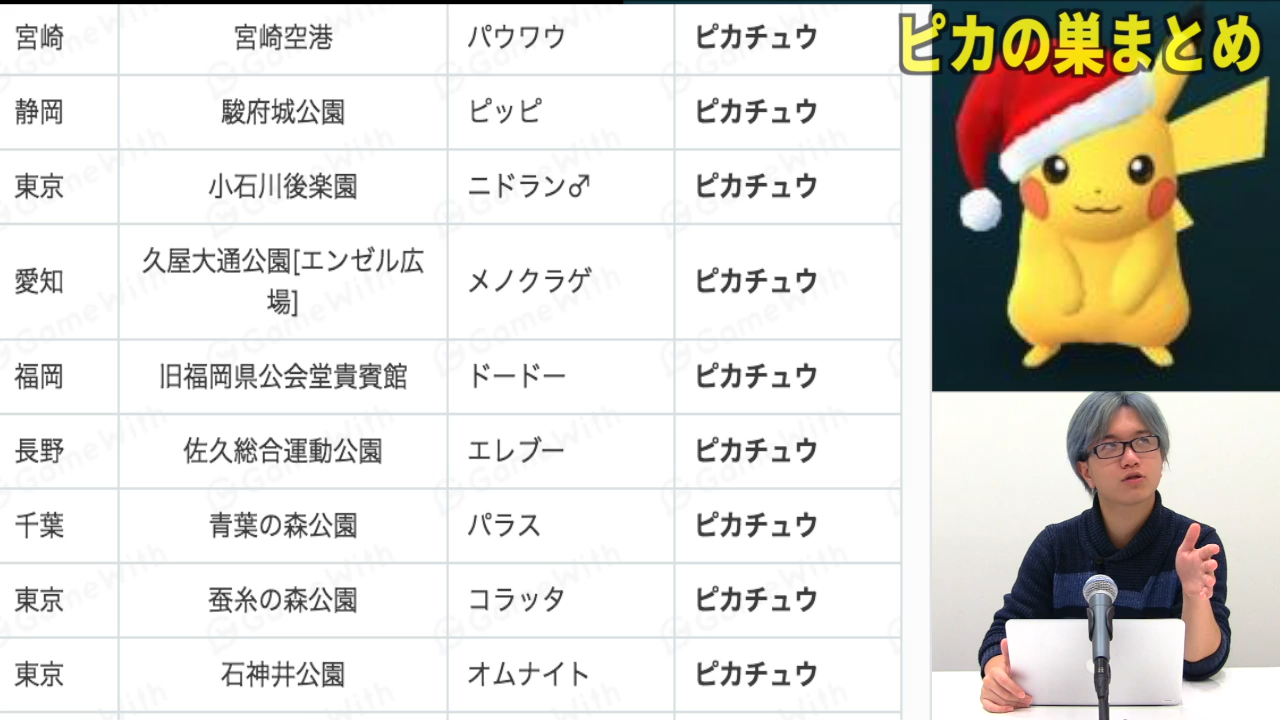 ピカの巣まとめ
宮崎 宮崎空港 パウワウ ピカチュウ
静岡 駿府城公園 ピッピ ピカチュウ
東京 小石川後楽園 ニドラン♂ ピカチュウ
愛知 久屋大通公園[エンゼル広
場] メノクラゲ ピカチュウ
福岡 旧福岡県公会堂貴賓館 ドードー ピカチュウ
長野 佐久総合運動公園 エレブー ピカチュウ
千葉 青葉の森公園 パラス ピカチュウ
東京 蚕糸の森公園 コラッタ ピカチュウ
東京 石神井公園 オムナイト ピカチュウ
GameWith